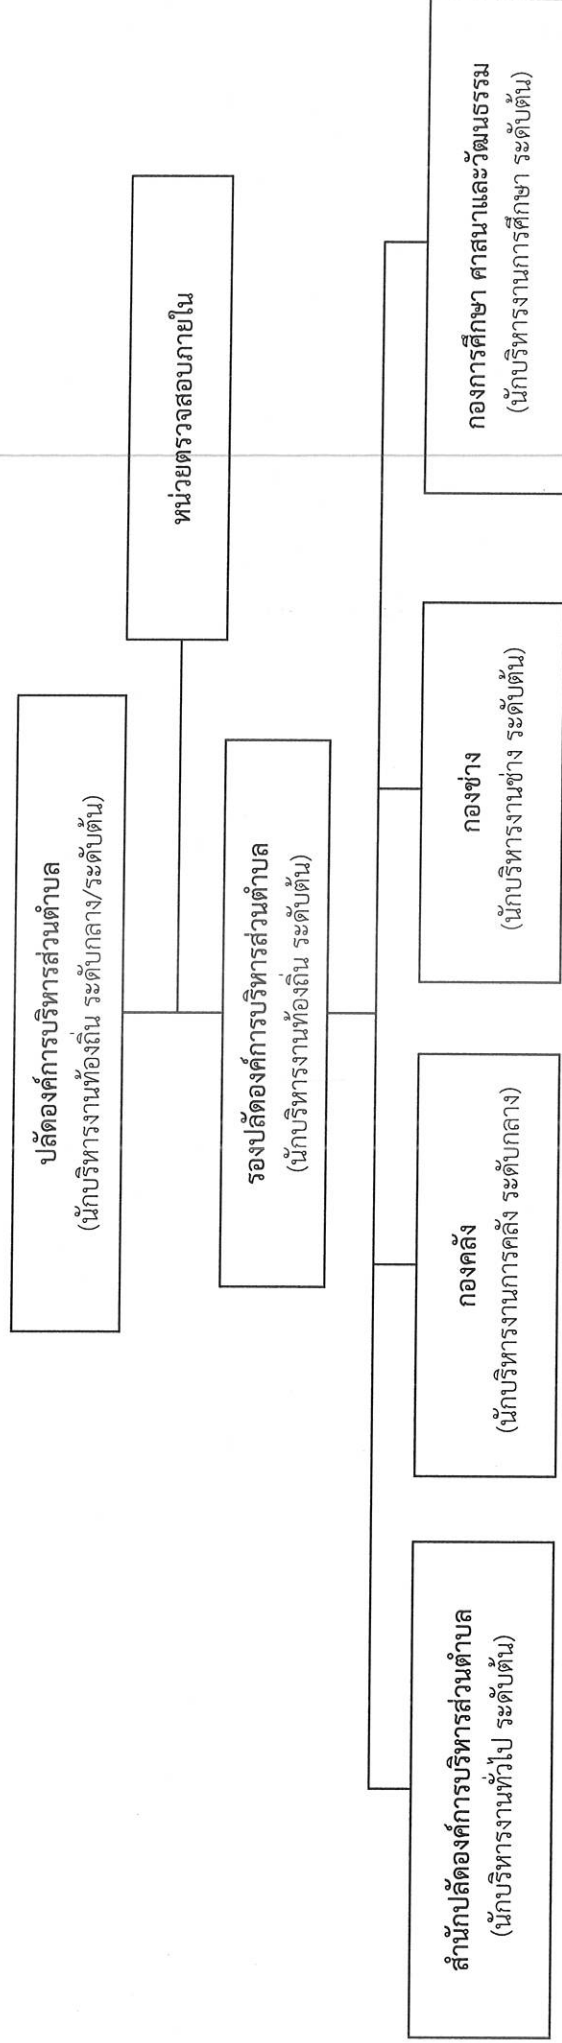 ปลัดองค์การบริหารส่วนตำบล
(นักบริหารงานท้องถิ่น ระดับกลาง/ระดับต้น)
หน่วยตรวจสอบภายใน
รองปลัดองค์การบริหารส่วนตำบล
(นักบริหารงานท้องถิ่น ระดับต้น)
สำนักปลัดองค์การบริหารส่วนตำบล
(นักบริหารงานทั่วไป ระดับต้น)
กองคลัง
(นักบริหารงานการคลัง ระดับกลาง)
กองช่าง
(นักบริหารงานช่าง ระดับต้น)
กองการศึกษา ศาสนาและวัฒนธรรม
(นักบริหารงานการศึกษา ระดับต้น)